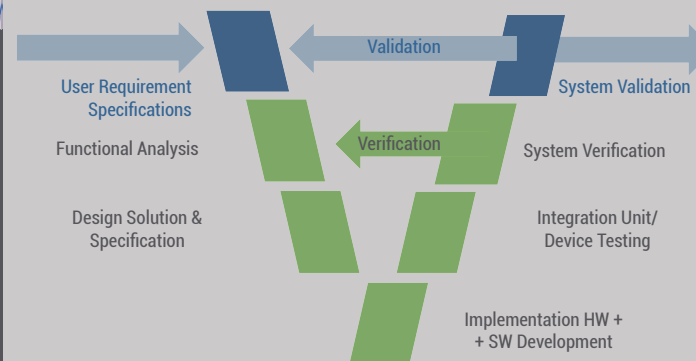 Validation
User Requirement
Specifications
System Validation
Functional Analysis
Verification
System Verification
Design Solution &
Specification
Integration Unit/
Device Testing
Implementation HW +
+ SW Development